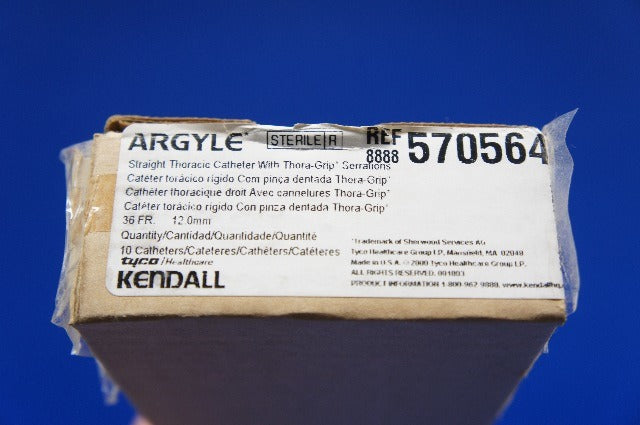 ARGYLE* STERILE R REF 8888 570564
Straight Thoracic Catheter With Thora-Grip* Serrations
Catéter torácico rígido Com pinça dentada Thora-Grip*
Cathéter thoracique droit Avec cannelures Thora-Grip*
Catéter torácico rígido Con pinza dentada Thora-Grip*
36 FR. 12.0mm
Quantity/Cantidad/Quantidade/Quantité
10 Catheters/Cateteres/Cathéters/Catéteres
tyco / Healthcare
KENDALL
*Trademark of Sherwood Services AG
Tyco Healthcare Group LP, Mansfield, MA 02048
Made in U.S.A. © 2000 Tyco Healthcare Group LP.
ALL RIGHTS RESERVED. 001003
PRODUCT INFORMATION 1-800-962-9888, www.kendallhq